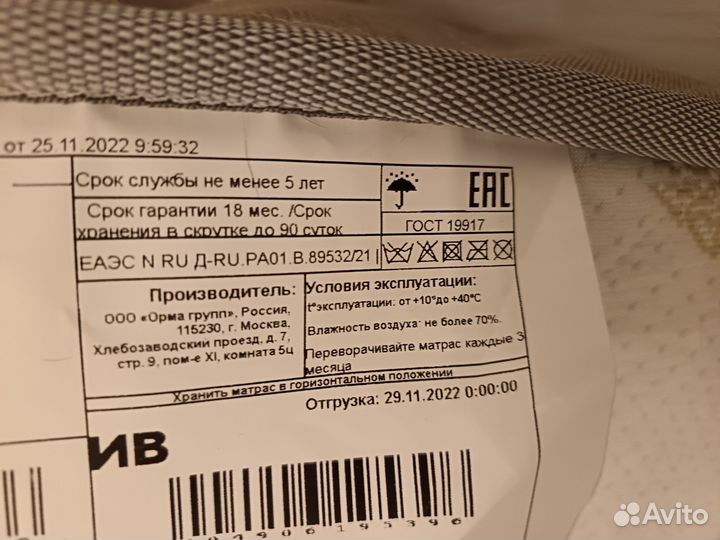 от 25.11.2022 9:59:32
Срок службы не менее 5 лет
Срок гарантии 18 мес. /Срок
хранения в скрутке до 90 суток
EAC
ГОСТ 19917
ЕАЭС N RU Д-RU.РА01.В.89532/21
Производитель:
ООО «Орма групп», Россия,
115230, г. Москва,
Хлебозаводский проезд, д. 7,
стр. 9, пом-е XI, комната 5ц
Условия эксплуатации:
t°эксплуатации: от +10°до +40°С
Влажность воздуха: не более 70%.
Переворачивайте матрас каждые 3
месяца
Хранить матрас в горизонтальном положении
Отгрузка: 29.11.2022 0:00:00
ИВ
Avito